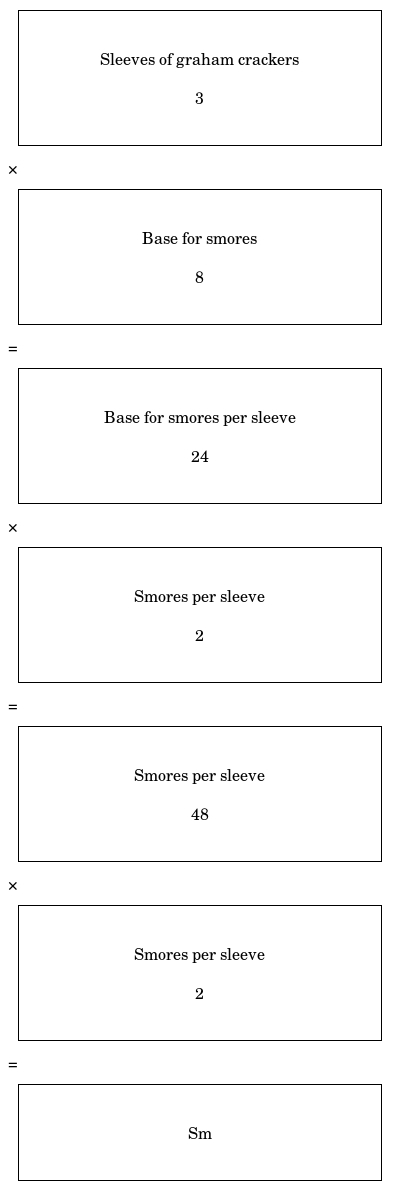 Sleeves of graham crackers
3
×
Base for smores
8
=
Base for smores per sleeve
24
×
Smores per sleeve
2
=
Smores per sleeve
48
×
Smores per sleeve
2
=
Sm